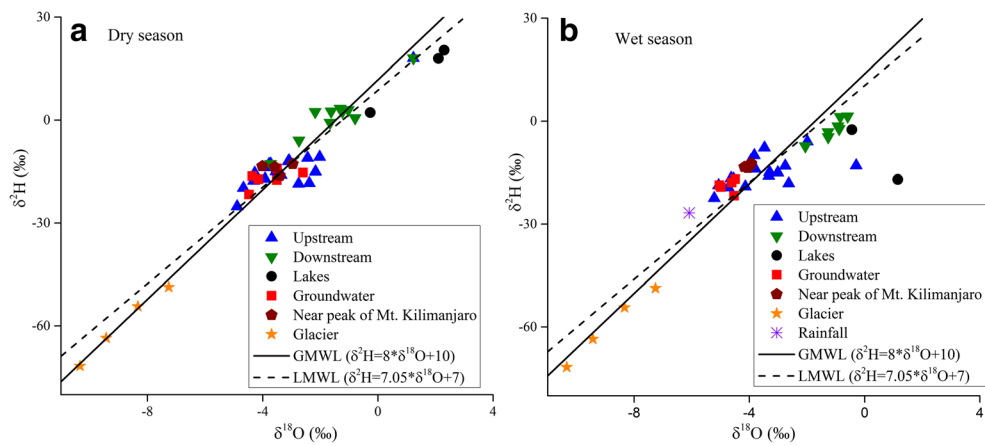 a Dry season
δ²H (‰)
30
0
-30
-60
Upstream
Downstream
Lakes
Groundwater
Near peak of Mt. Kilimanjaro
Glacier
GMWL (δ²H=8*δ¹⁸O+10)
LMWL (δ²H=7.05*δ¹⁸O+7)
-8 -4 0 4
δ¹⁸O (‰)
b Wet season
δ²H (‰)
30
0
-30
-60
Upstream
Downstream
Lakes
Groundwater
Near peak of Mt. Kilimanjaro
Glacier
Rainfall
GMWL (δ²H=8*δ¹⁸O+10)
LMWL (δ²H=7.05*δ¹⁸O+7)
-8 -4 0 4
δ¹⁸O (‰)